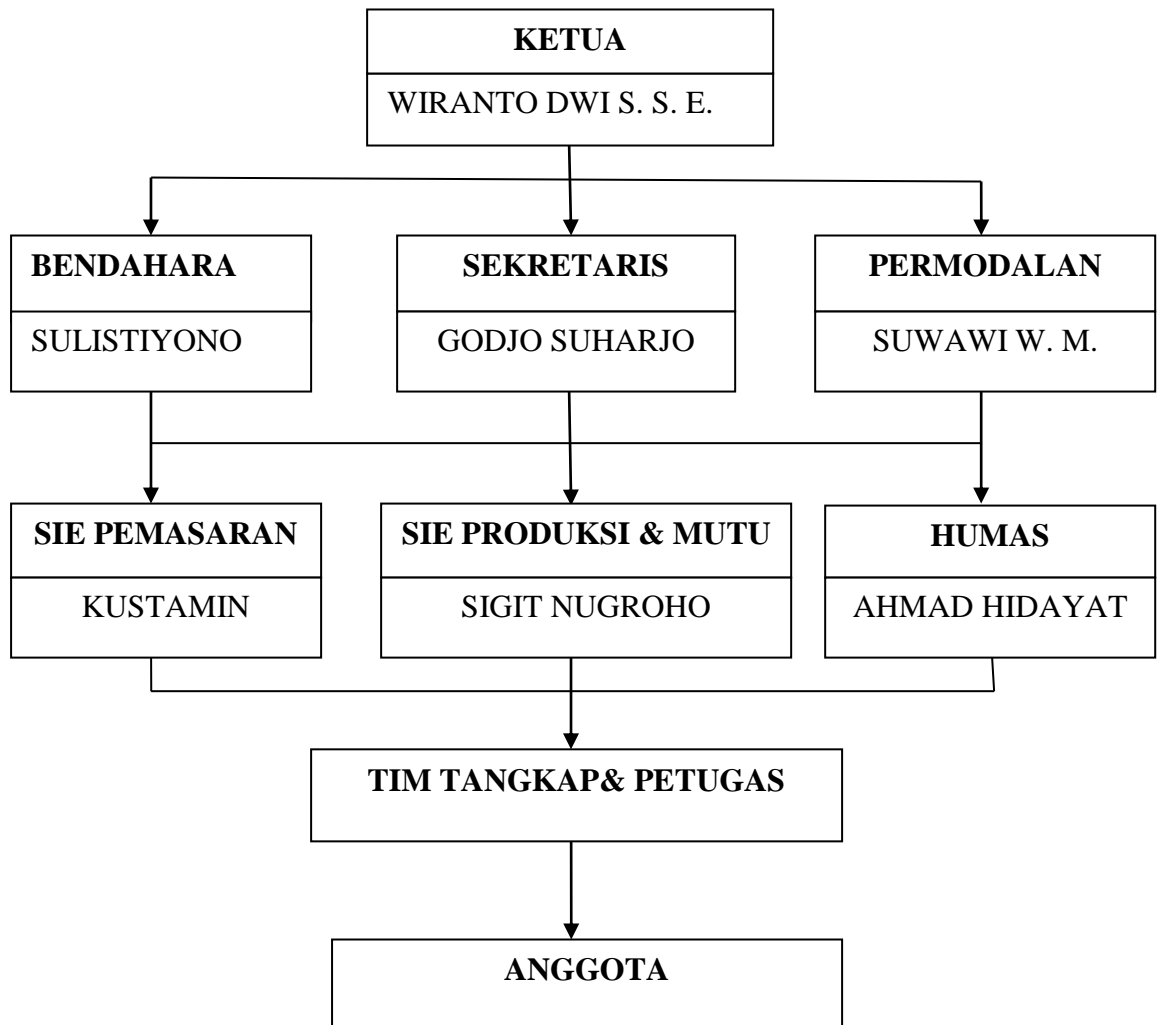 KETUA
WIRANTO DWI S. S. E.
BENDAHARA
SULISTIYONO
SEKRETARIS
GODJO SUHARJO
PERMODALAN
SUWAWI W. M.
SIE PEMASARAN
KUSTAMIN
SIE PRODUKSI & MUTU
SIGIT NUGROHO
HUMAS
AHMAD HIDAYAT
TIM TANGKAP& PETUGAS
ANGGOTA